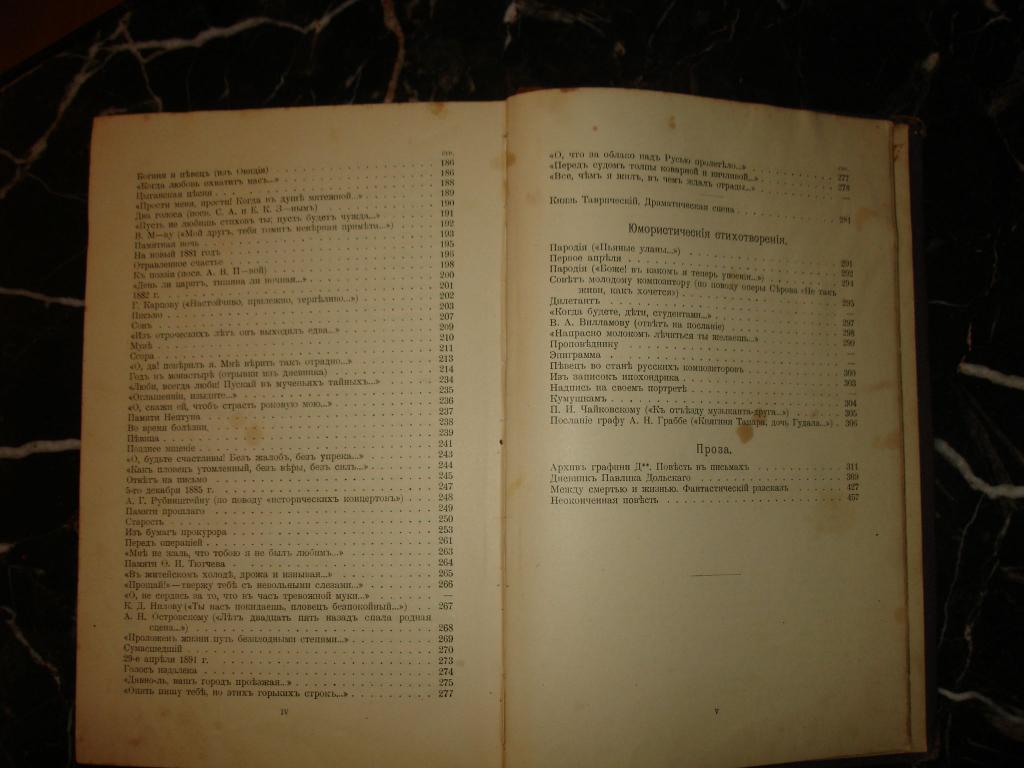 стр.
Богиня и пѣвецъ (изъ Овидія) 186
«Когда любовь охватитъ насъ...» 186
Цыганская пѣсня 188
«Прости меня, прости! Когда въ душѣ мятежной...» 189
Два голоса (посв. С. А. и Е. К. З—нымъ) 190
«Пусть не любишь стиховъ ты; пусть будетъ чужда...» 191
В. М—ву («Мой другъ, тебя томитъ невѣрная примѣта...») 192
Памятная ночь 193
На новый 1881 годъ 195
Отравленное счастье 196
Къ поэзіи (посв. А. В. П—вой) 198
«День ли царитъ, тишина ли ночная...» 200
1882 г. 201
Г. Карцову («Настойчиво, прилежно, терпѣливо...») 202
Письмо 203
Сонъ 207
«Изъ отроческихъ лѣтъ онъ выходилъ едва...» 209
Музѣ 210
Ссора 211
«О, да! повѣрилъ я. Мнѣ вѣрить такъ отрадно...» 213
Годъ въ монастырѣ (отрывки изъ дневника) 214
«Люби, всегда люби! Пускай въ мученьяхъ тайныхъ...» 234
«Оглашеніи, изыдите...» 235
«О, скажи ей, чтобъ страсть роковую мою...» 236
Памяти Нептуна 237
Во время болѣзни 238
Пѣвица 239
Позднее мщеніе 241
«О, будьте счастливы! Безъ жалобъ, безъ упрека...» 243
«Какъ пловецъ утомленный, безъ вѣры, безъ силъ...» 244
Отвѣтъ на письмо 245
5-го декабря 1885 г. 247
А. Г. Рубинштейну (по поводу «историческихъ концертовъ») 248
Памяти прошлаго 249
Старость 250
Изъ бумагъ прокурора 253
Передъ операціей 261
«Мнѣ не жаль, что тобою я не былъ любимъ...» 263
Памяти Ѳ. И. Тютчева 264
«Въ житейскомъ холодѣ, дрожа и изнывая...» 265
«Прощай!» — твержу тебѣ съ невольными слезами...» 266
«О, не сердись за то, что въ часъ тревожной муки...» —
К. Д. Нилову («Ты насъ покидаешь, пловецъ безпокойный...») 267
А. Н. Островскому («Лѣтъ двадцать пять назадъ спала родная
сцена...») 268
«Проложенъ жизни путь безплодными степями...» 269
Сумасшедшій 270
29-е апрѣля 1891 г. 273
Голосъ издалека 274
«Давно-ль, вашъ городъ проѣзжая...» 275
«Опять пишу тебѣ, но этихъ горькихъ строкъ...» 277
IV
стр.
«О, что за облако надъ Русью пролетѣло...» 277
«Передъ судомъ толпы коварной и кичливой...» 278
«Все, чѣмъ я жилъ, въ чемъ ждалъ отрады...» —
Князь Таврическій. Драматическая сцена 281
Юмористическія стихотворенія.
Пародія («Пьяные уланы...») 291
Первое апрѣля 292
Пародія («Боже! въ какомъ я теперь упоеніи...») 294
Совѣтъ молодому композитору (по поводу оперы Сѣрова «Не такъ
живи, какъ хочется») 295
Дилетантъ —
«Когда будете, дѣти, студентами...» 297
В. А. Вилламову (отвѣтъ на посланіе) 298
«Напрасно молокомъ лѣчиться ты желаешь...» 299
Проповѣднику —
Эпиграмма —
Пѣвецъ во станѣ русскихъ композиторовъ 300
Изъ записокъ ипохондрика 303
Надпись на своемъ портретѣ —
Кумушкамъ 304
П. И. Чайковскому («Къ отъѣзду музыканта-друга...») 305
Посланіе графу А. Н. Граббе («Княгиня Тамара, дочь Гудала...») 306
Проза.
Архивъ графини Д**. Повѣсть въ письмахъ 311
Дневникъ Павлика Дольскаго 369
Между смертью и жизнью. Фантастическій разсказъ 427
Неоконченная повѣсть 457
V